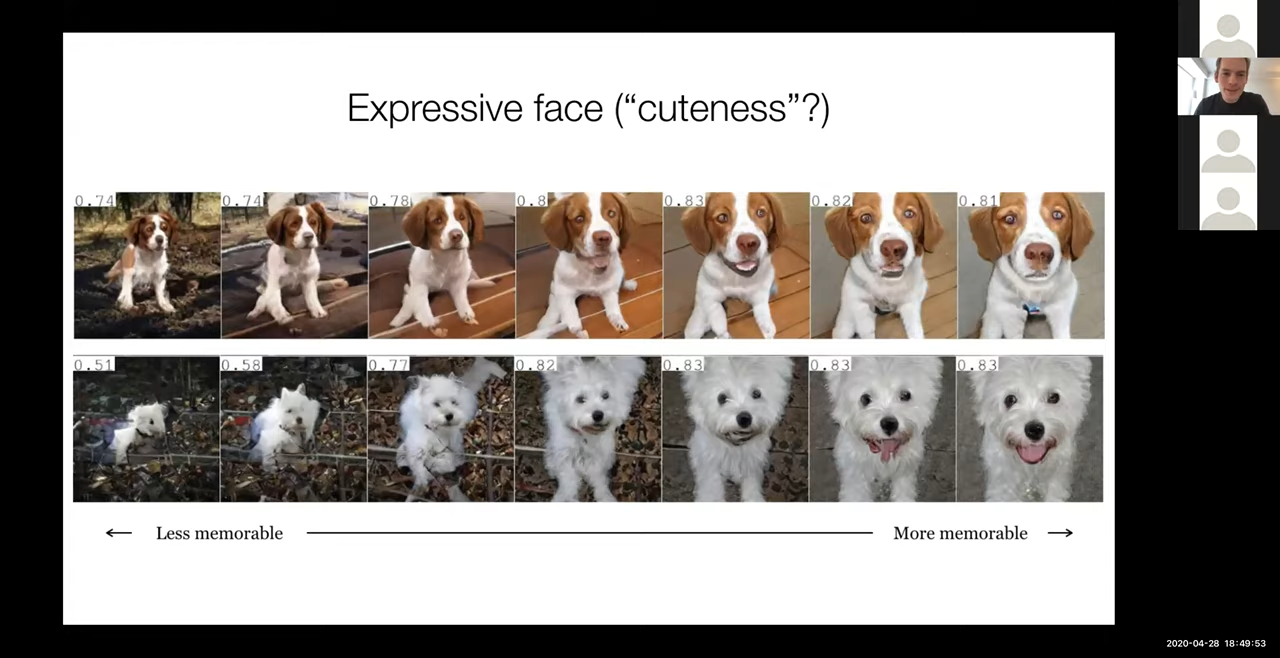 Expressive face (“cuteness”?)
0.74 0.74 0.78 0.8 0.83 0.82 0.81
0.51 0.58 0.77 0.82 0.83 0.83 0.83
← Less memorable More memorable →
2020-04-28 18:49:53